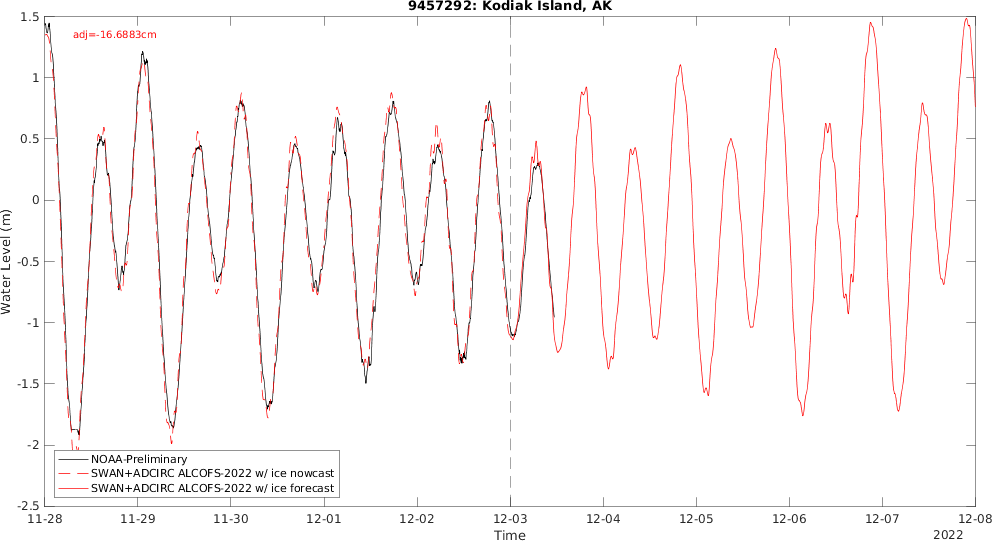 9457292: Kodiak Island, AK
adj=-16.6883cm
1.5
1
0.5
0
-0.5
-1
-1.5
-2
-2.5
Water Level (m)
NOAA-Preliminary
SWAN+ADCIRC ALCOFS-2022 w/ ice nowcast
SWAN+ADCIRC ALCOFS-2022 w/ ice forecast
11-28 11-29 11-30 12-01 12-02 12-03 12-04 12-05 12-06 12-07 12-08
Time
2022